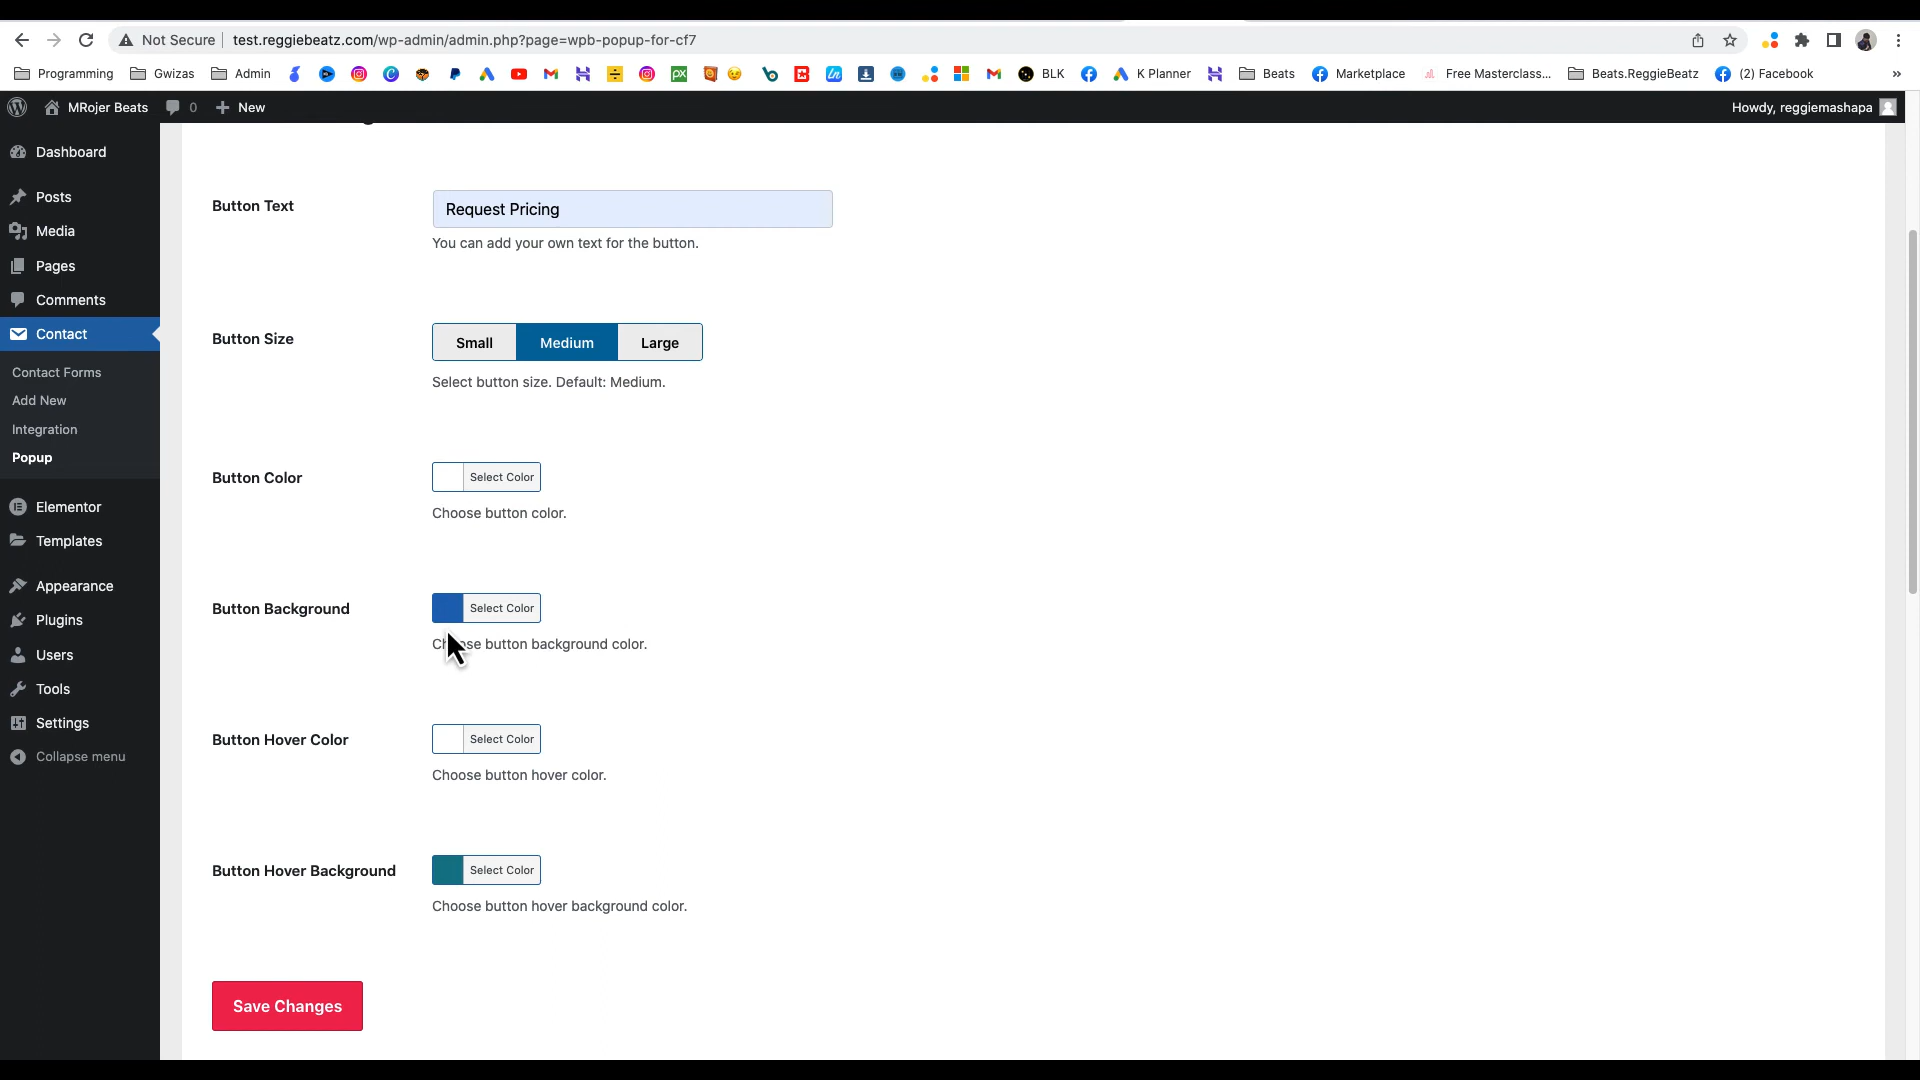 Not Secure test.reggiebeatz.com/wp-admin/admin.php?page=wpb-popup-for-cf7
Programming Gwizas Admin BLK K Planner Beats Marketplace Free Masterclass... Beats.ReggieBeatz (2) Facebook »
MRojer Beats 0 New Howdy, reggiemashapa
Dashboard
Posts
Media
Pages
Comments
Contact
Contact Forms
Add New
Integration
Popup
Elementor
Templates
Appearance
Plugins
Users
Tools
Settings
Collapse menu
Button Text
Request Pricing
You can add your own text for the button.
Button Size
Small Medium Large
Select button size. Default: Medium.
Button Color
Select Color
Choose button color.
Button Background
Select Color
Choose button background color.
Button Hover Color
Select Color
Choose button hover color.
Button Hover Background
Select Color
Choose button hover background color.
Save Changes